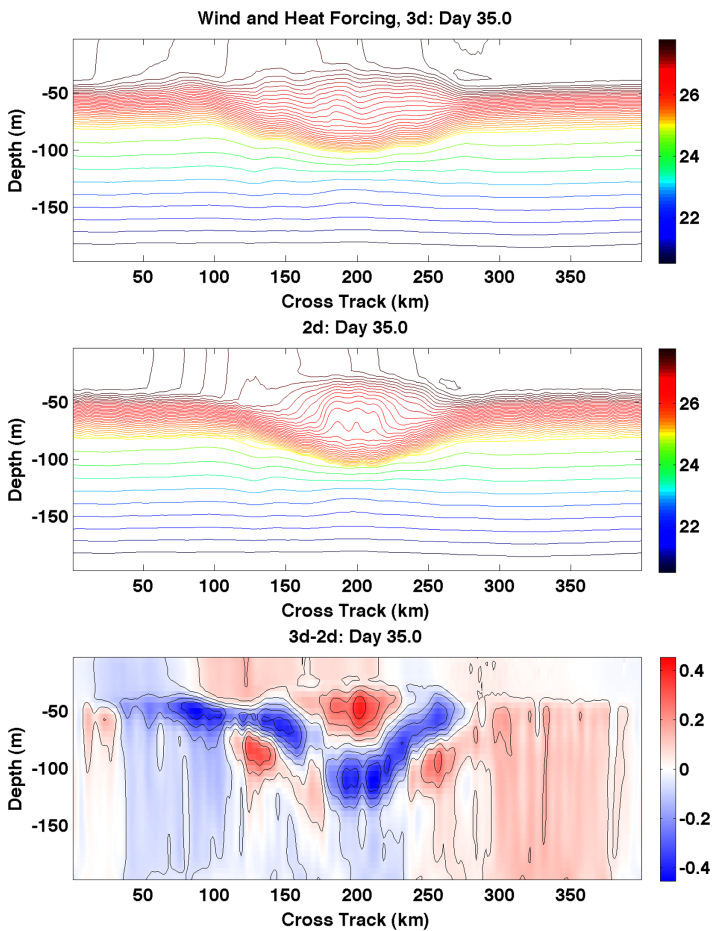 Wind and Heat Forcing, 3d: Day 35.0
-50
-100
-150
Depth (m)
50 100 150 200 250 300 350
Cross Track (km)
26
24
22
2d: Day 35.0
-50
-100
-150
Depth (m)
50 100 150 200 250 300 350
Cross Track (km)
26
24
22
3d-2d: Day 35.0
-50
-100
-150
Depth (m)
50 100 150 200 250 300 350
Cross Track (km)
0.4
0.2
0
-0.2
-0.4